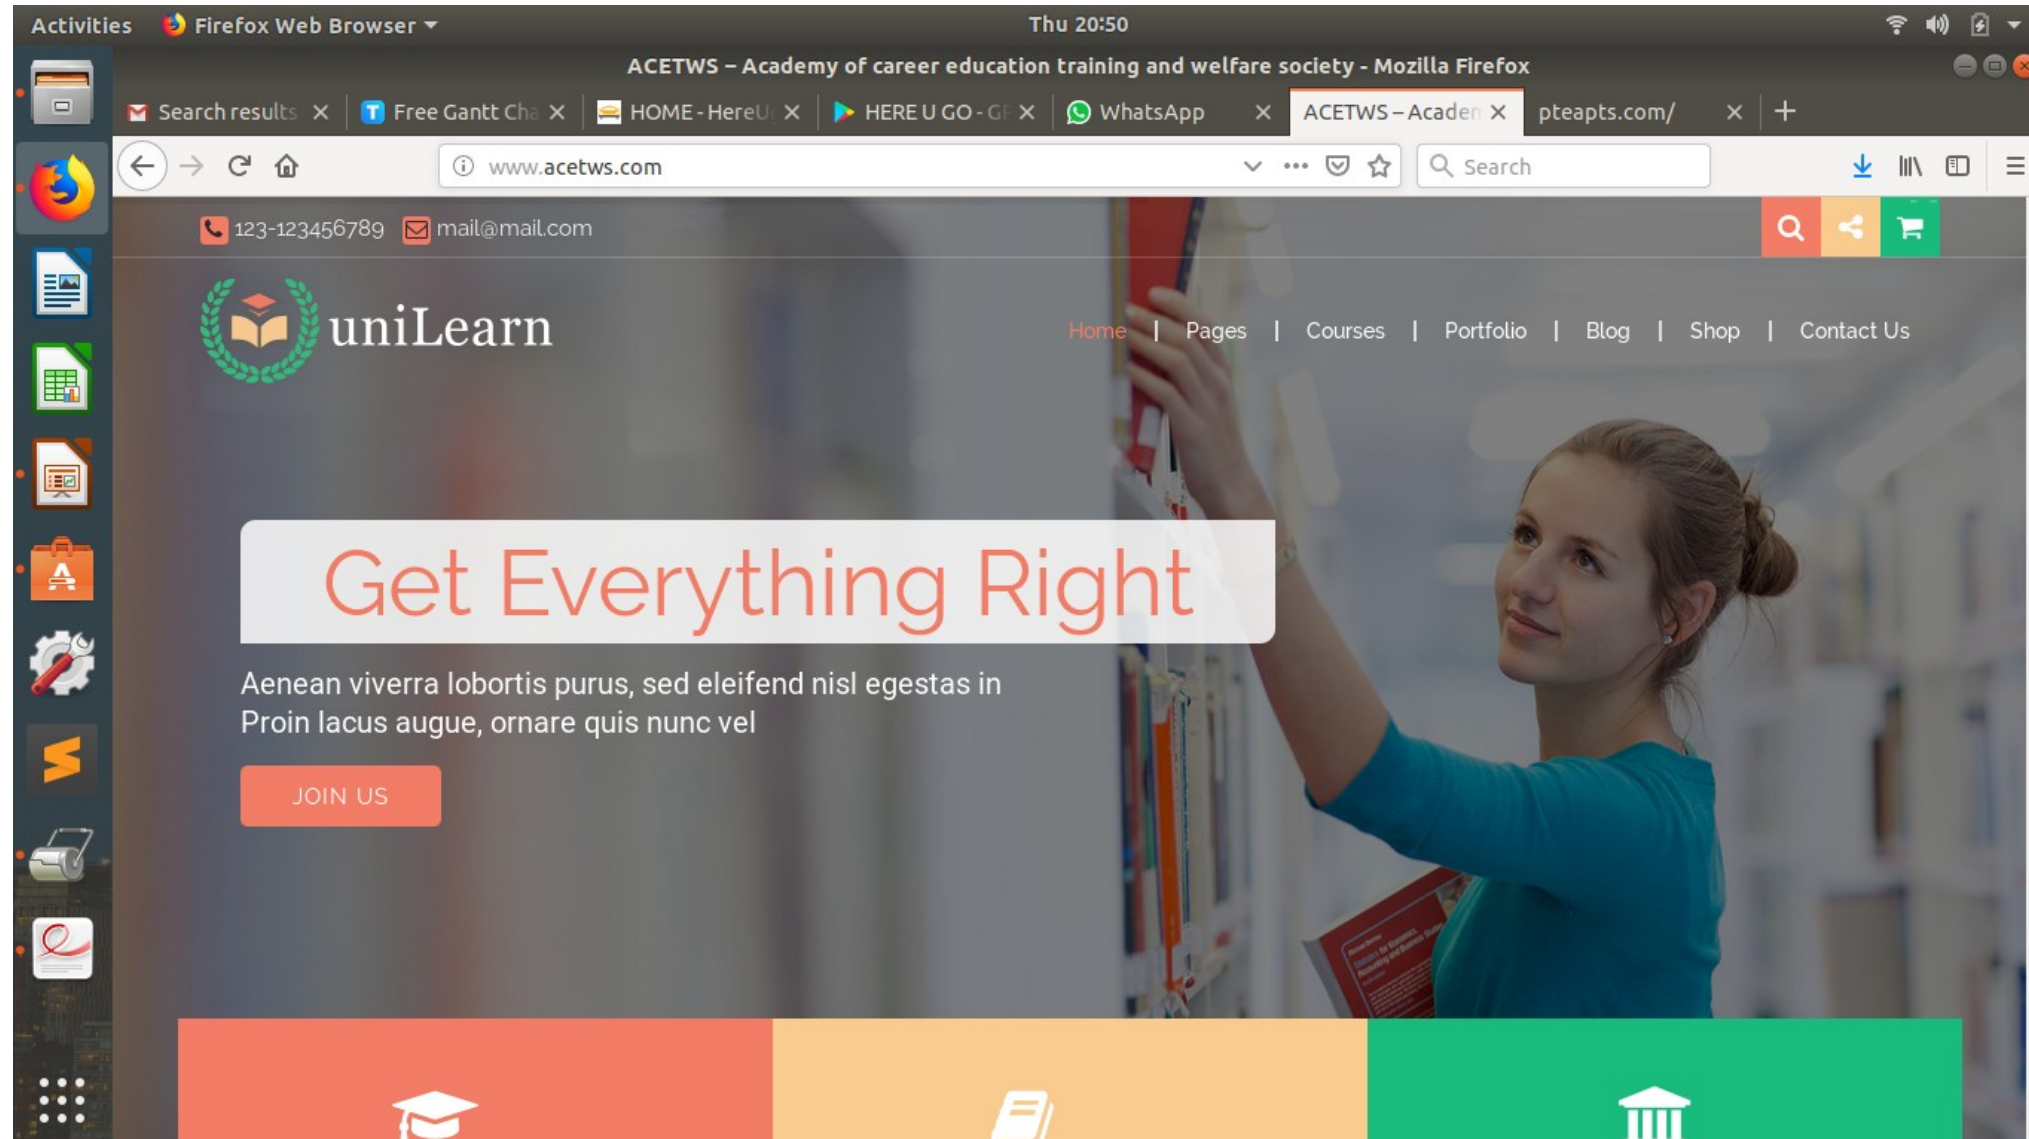 Activities Firefox Web Browser Thu 20:50
ACETWS – Academy of career education training and welfare society - Mozilla Firefox
Search results Free Gantt Cha HOME - HereU HERE U GO - G WhatsApp ACETWS – Academ pteapts.com/
www.acetws.com Search
123-123456789 mail@mail.com
uniLearn
Home | Pages | Courses | Portfolio | Blog | Shop | Contact Us
Get Everything Right
Aenean viverra lobortis purus, sed eleifend nisl egestas in
Proin lacus augue, ornare quis nunc vel
JOIN US